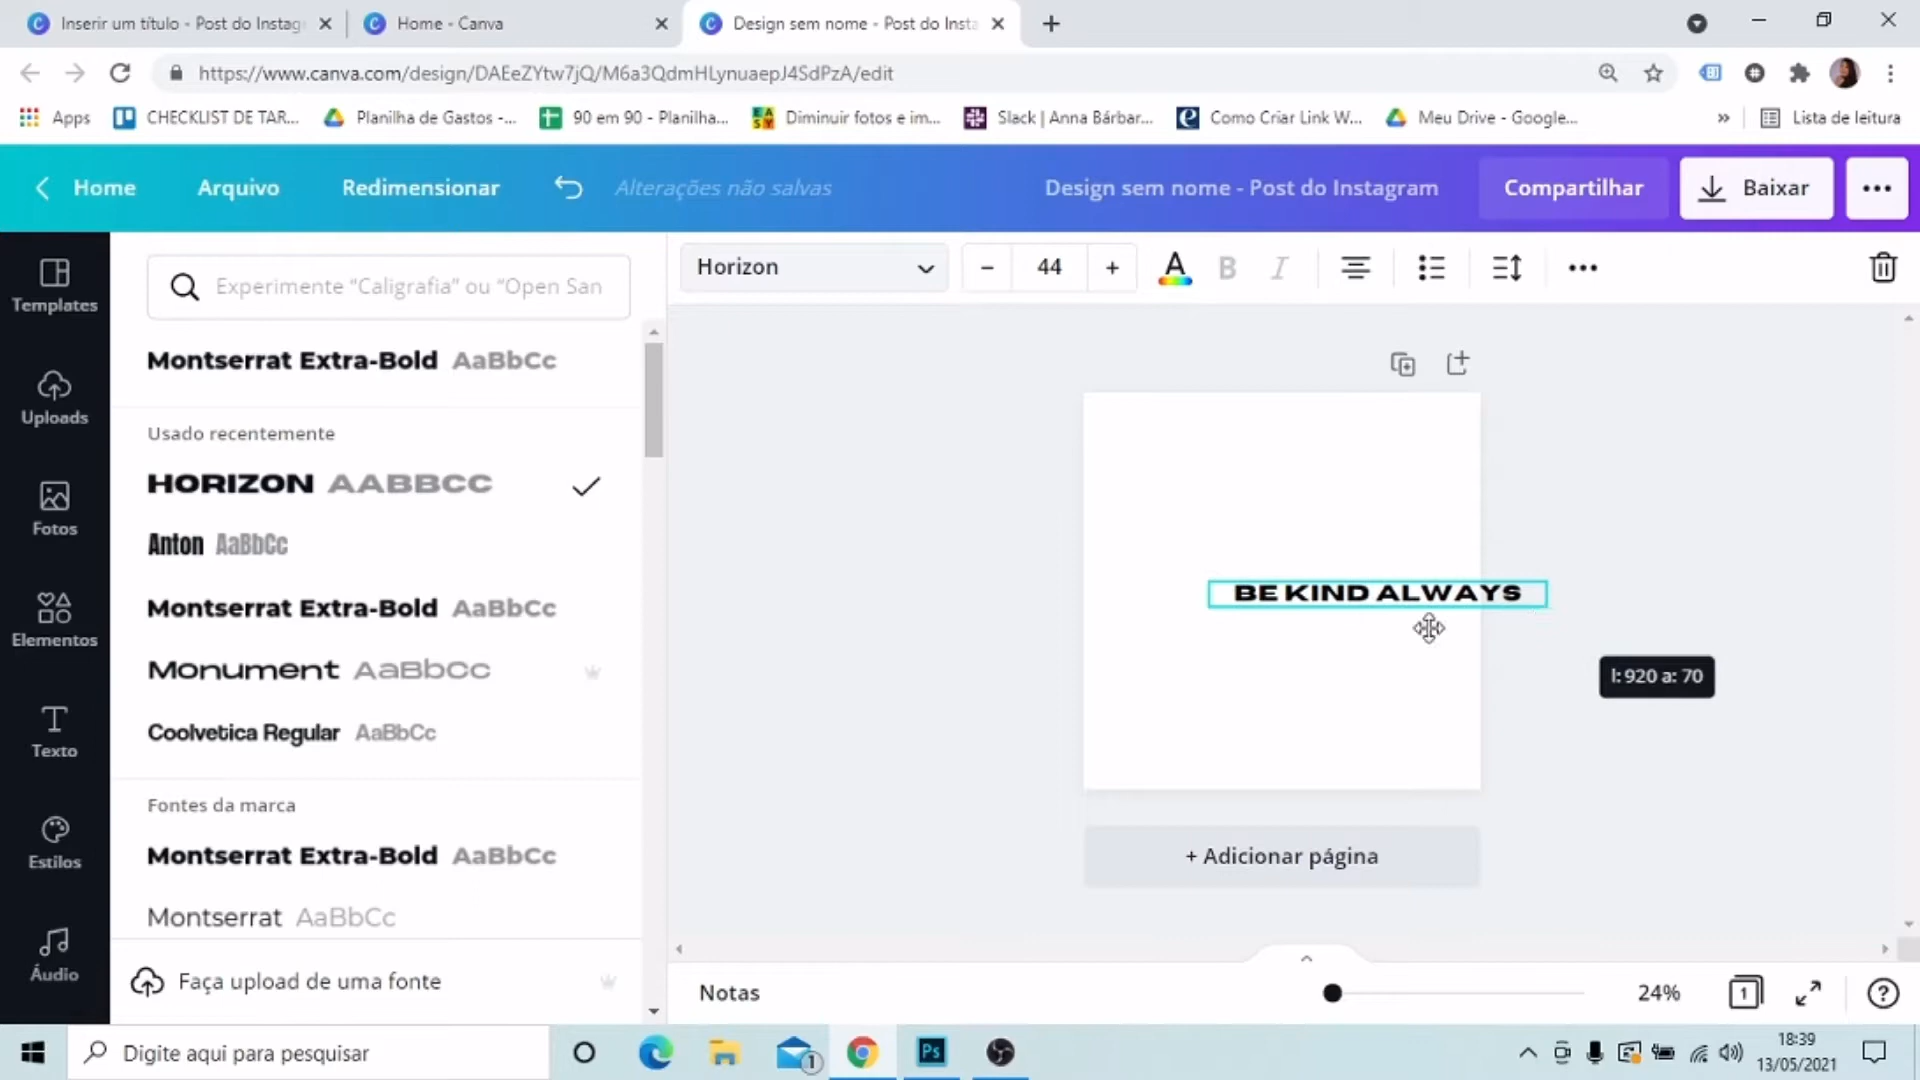 Inserir um título - Post do Instag
Home - Canva
Design sem nome - Post do Insta
https://www.canva.com/design/DAEeZYtw7jQ/M6a3QdmHLynuaepJ4SdPzA/edit
Apps
CHECKLIST DE TAR...
Planilha de Gastos -...
90 em 90 - Planilha...
Diminuir fotos e im...
Slack | Anna Bárbar...
Como Criar Link W...
Meu Drive - Google...
»
Lista de leitura
Home
Arquivo
Redimensionar
Alterações não salvas
Design sem nome - Post do Instagram
Compartilhar
Baixar
Templates
Uploads
Fotos
Elementos
Texto
Estilos
Áudio
Experimente “Caligrafia” ou “Open San
Montserrat Extra-Bold AaBbCc
Usado recentemente
HORIZON AABBCC
Anton AaBbCc
Montserrat Extra-Bold AaBbCc
Monument AaBbCc
Coolvetica Regular AaBbCc
Fontes da marca
Montserrat Extra-Bold AaBbCc
Montserrat AaBbCc
Faça upload de uma fonte
Horizon
− 44 +
A B I
BE KIND ALWAYS
l: 920 a: 70
+ Adicionar página
Notas
24%
1
?
Digite aqui para pesquisar
1
Ps
18:39
13/05/2021